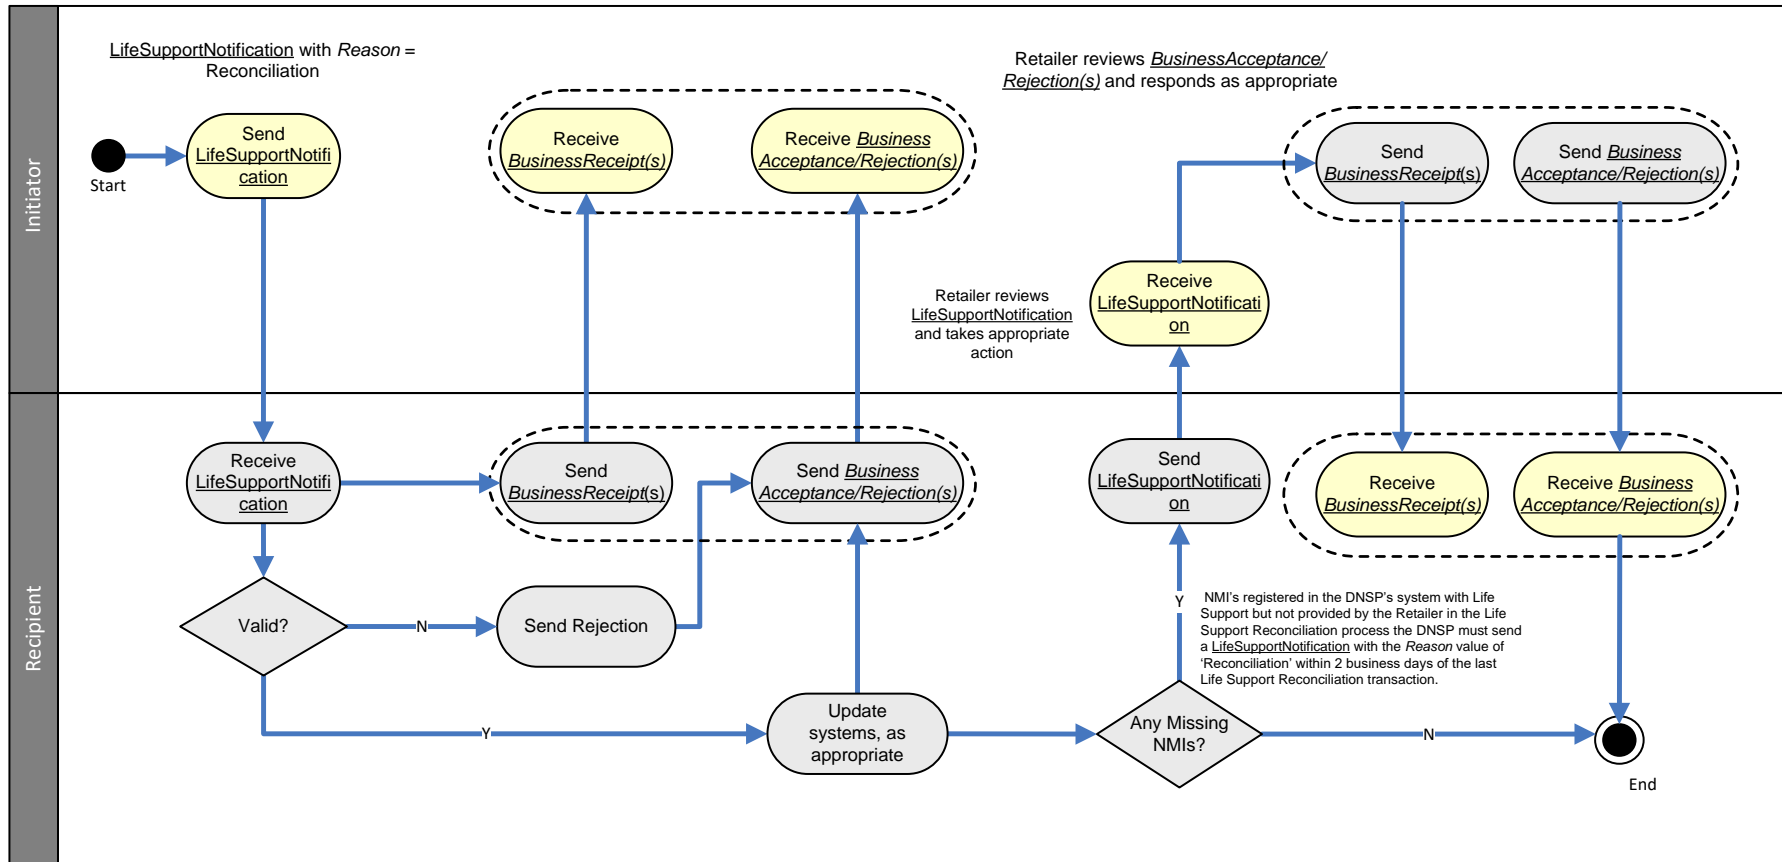 Initiator
LifeSupportNotification with Reason =
Reconciliation
Start
Send
LifeSupportNotifi
cation
Receive
BusinessReceipt(s)
Receive Business
Acceptance/Rejection(s)
Retailer reviews BusinessAcceptance/
Rejection(s) and responds as appropriate
Send
BusinessReceipt(s)
Send Business
Acceptance/Rejection(s)
Retailer reviews
LifeSupportNotification
and takes appropriate
action
Receive
LifeSupportNotificati
on
Recipient
Receive
LifeSupportNotifi
cation
Send
BusinessReceipt(s)
Send Business
Acceptance/Rejection(s)
Send
LifeSupportNotificati
on
Receive
BusinessReceipt(s)
Receive Business
Acceptance/Rejection(s)
Valid?
N
Send Rejection
Y
NMI's registered in the DNSP's system with Life
Support but not provided by the Retailer in the Life
Support Reconciliation process the DNSP must send
a LifeSupportNotification with the Reason value of
‘Reconciliation’ within 2 business days of the last
Life Support Reconciliation transaction.
Y
Update
systems, as
appropriate
Any Missing
NMIs?
N
End